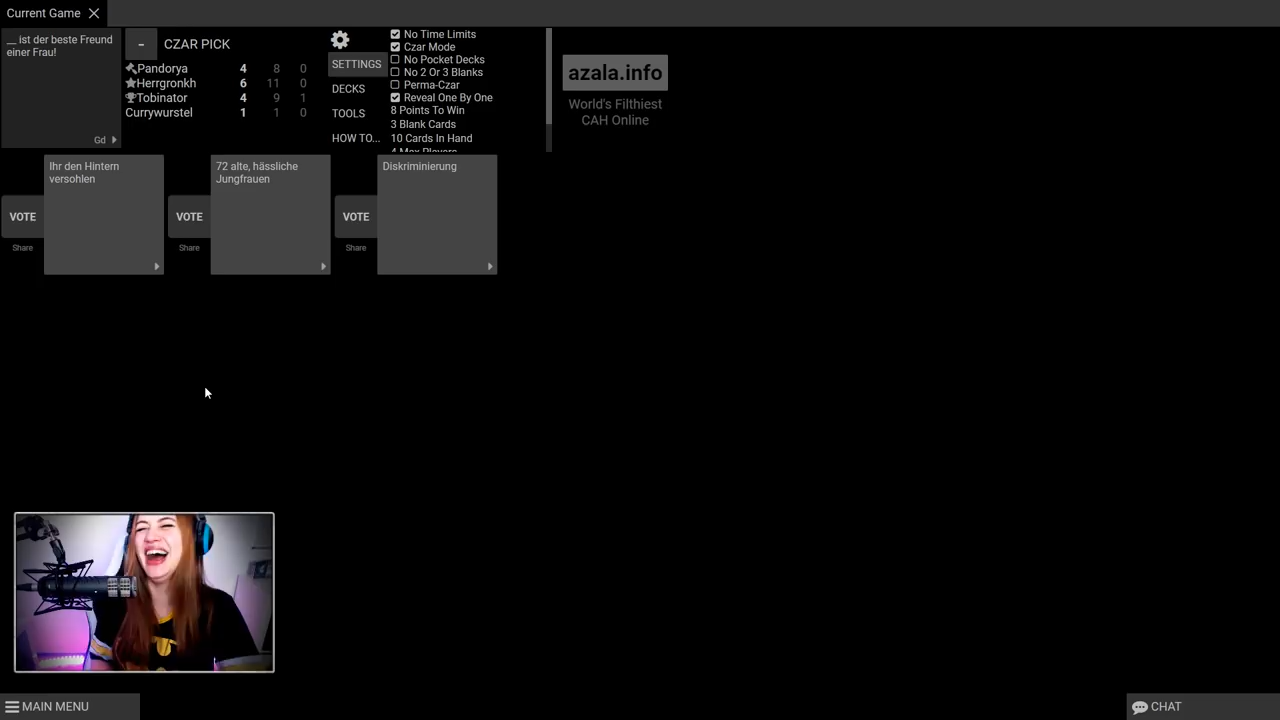 Current Game
__ ist der beste Freund
einer Frau!
Gd
-
CZAR PICK
Pandorya 4 8 0
Herrgronkh 6 11 0
Tobinator 4 9 1
Currywurstel 1 1 0
SETTINGS
DECKS
TOOLS
HOW TO...
No Time Limits
Czar Mode
No Pocket Decks
No 2 Or 3 Blanks
Perma-Czar
Reveal One By One
8 Points To Win
3 Blank Cards
10 Cards In Hand
4 Max Players
azala.info
World's Filthiest
CAH Online
VOTE
Share
Ihr den Hintern
versohlen
VOTE
Share
72 alte, hässliche
Jungfrauen
VOTE
Share
Diskriminierung
MAIN MENU
CHAT